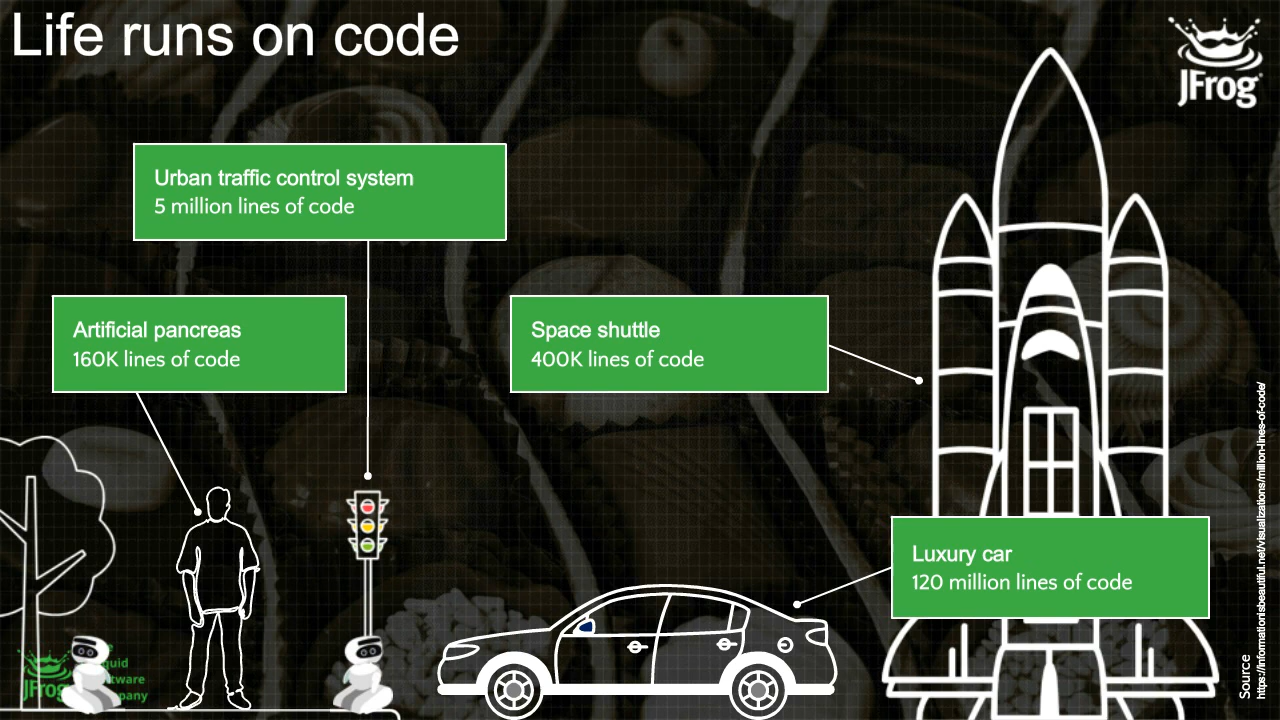 Life runs on code
JFrog
Urban traffic control system
5 million lines of code
Artificial pancreas
160K lines of code
Space shuttle
400K lines of code
Luxury car
120 million lines of code
Source
https://informationisbeautiful.net/visualizations/million-lines-of-code/
JFrog